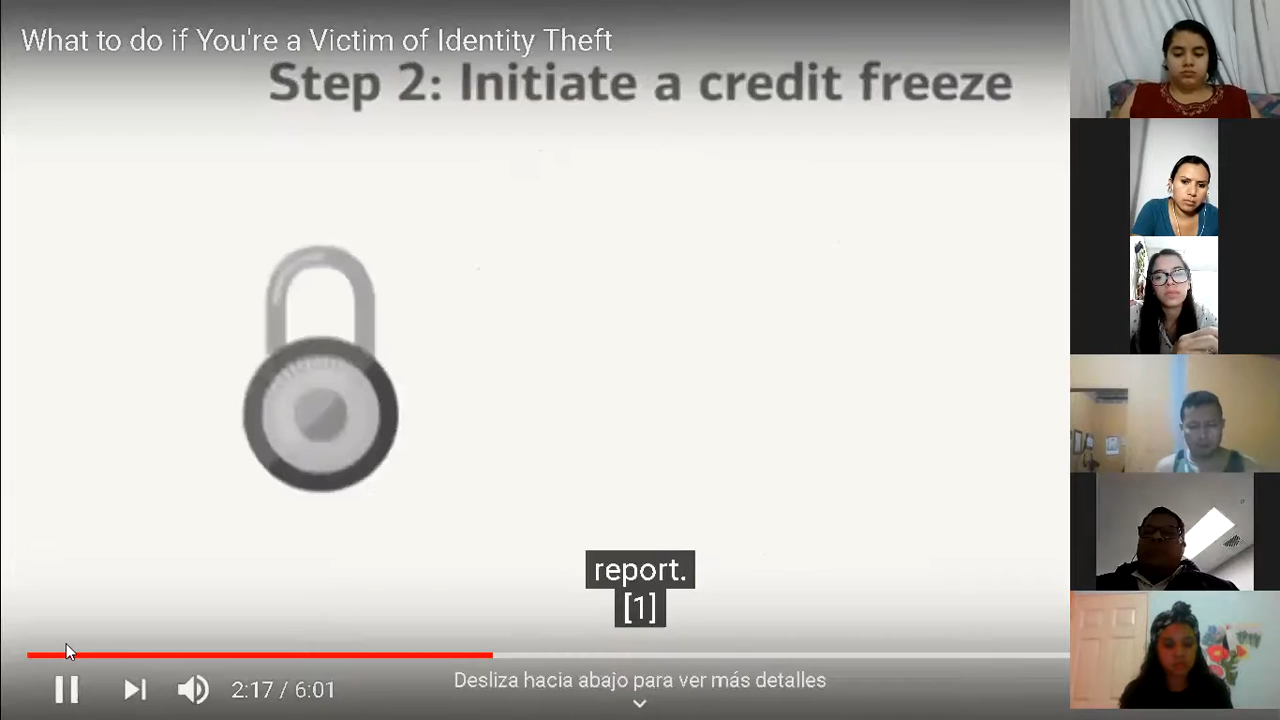 What to do if You're a Victim of Identity Theft
Step 2: Initiate a credit freeze
report.
[1]
2:17 / 6:01
Desliza hacia abajo para ver más detalles